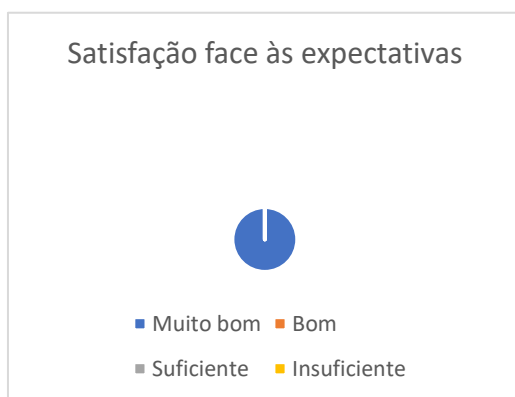 Satisfação face às expectativas
Muito bom Bom
Suficiente Insuficiente